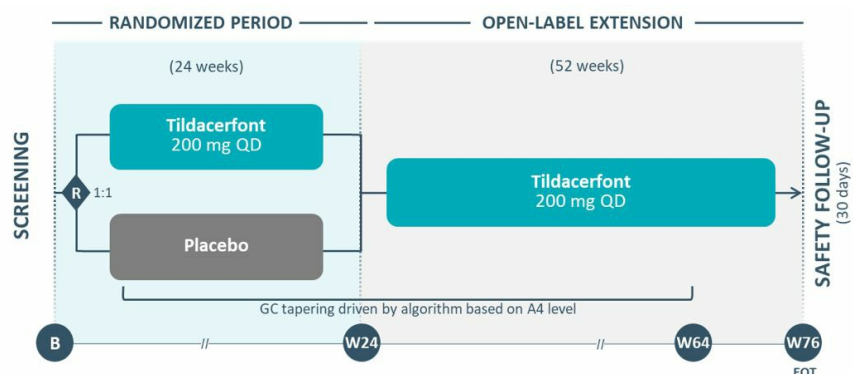 RANDOMIZED PERIOD
OPEN-LABEL EXTENSION
(24 weeks)
(52 weeks)
SCREENING
R
1:1
Tildacerfont
200 mg QD
Placebo
Tildacerfont
200 mg QD
SAFETY FOLLOW-UP
(30 days)
GC tapering driven by algorithm based on A4 level
B
//
W24
//
W64
W76
EOT